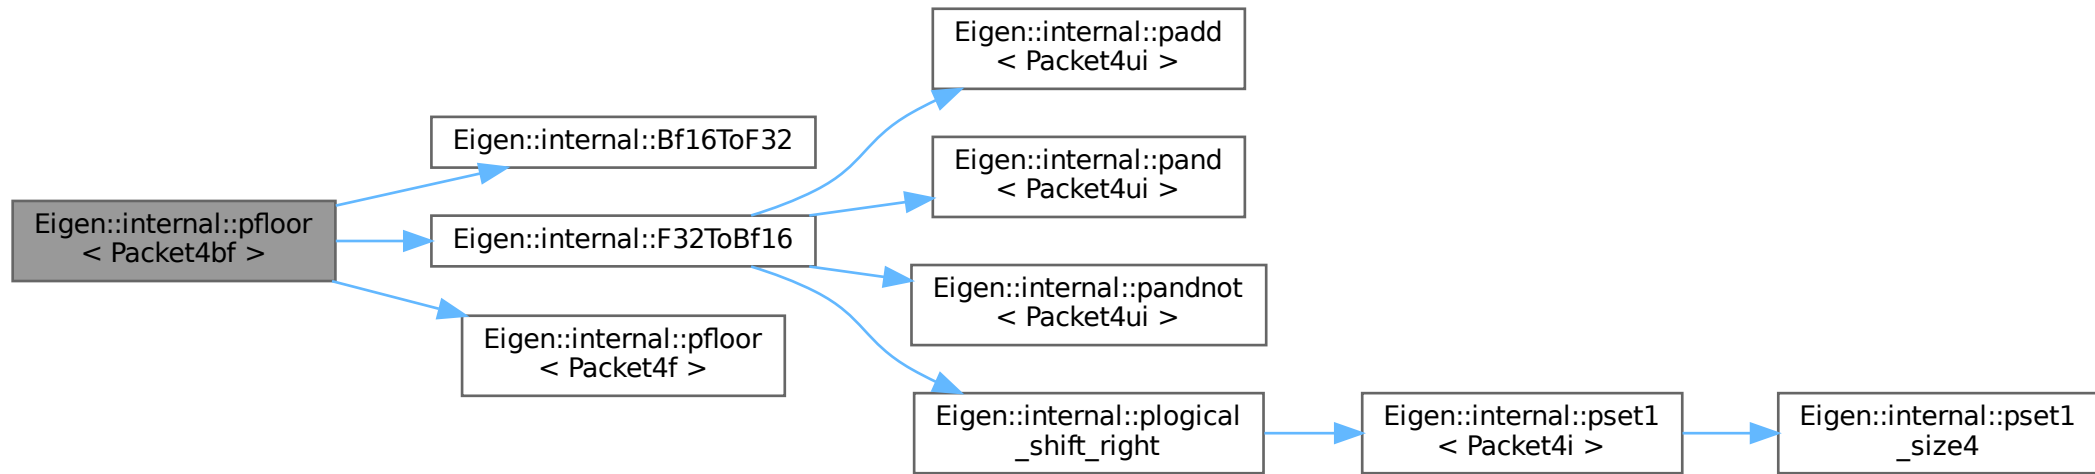 Eigen::internal::pfloor
< Packet4bf >
Eigen::internal::Bf16ToF32
Eigen::internal::F32ToBf16
Eigen::internal::pfloor
< Packet4f >
Eigen::internal::padd
< Packet4ui >
Eigen::internal::pand
< Packet4ui >
Eigen::internal::pandnot
< Packet4ui >
Eigen::internal::plogical
_shift_right
Eigen::internal::pset1
< Packet4i >
Eigen::internal::pset1
_size4